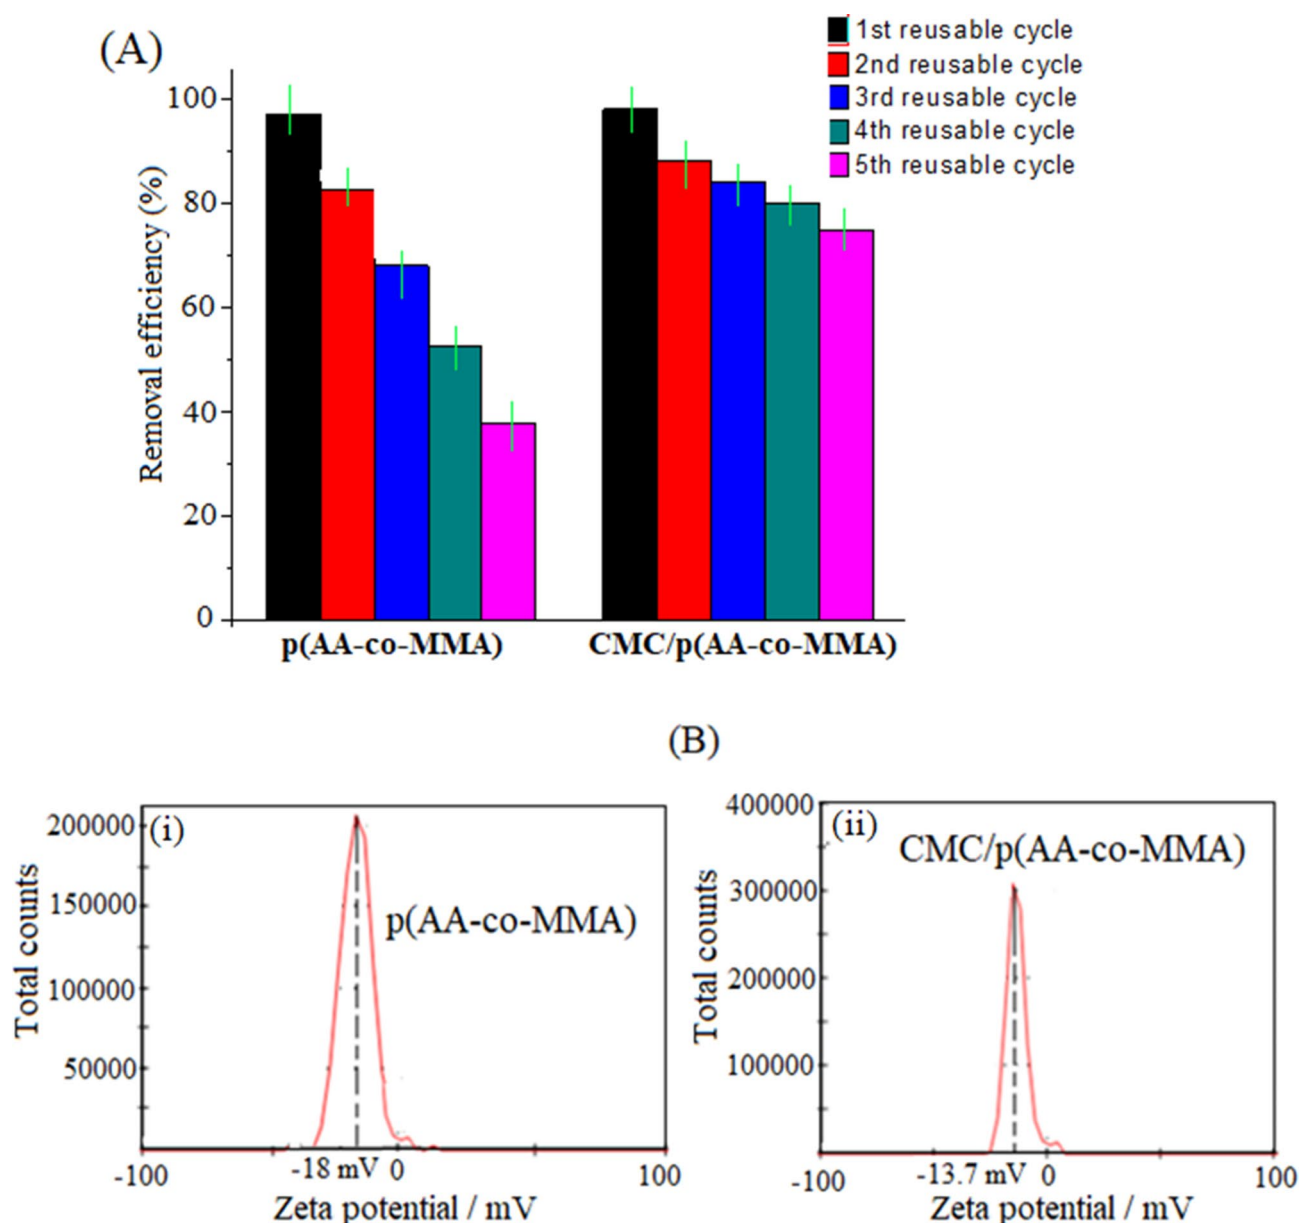 (A)
1st reusable cycle
2nd reusable cycle
3rd reusable cycle
4th reusable cycle
5th reusable cycle
Removal efficiency (%)
100
80
60
40
20
0
p(AA-co-MMA) CMC/p(AA-co-MMA)
(B)
(i)
p(AA-co-MMA)
Total counts
200000
150000
100000
50000
-100 -18 mV 0 100
Zeta potential / mV
(ii)
CMC/p(AA-co-MMA)
Total counts
400000
300000
200000
100000
-100 -13.7 mV 0 100
Zeta potential / mV